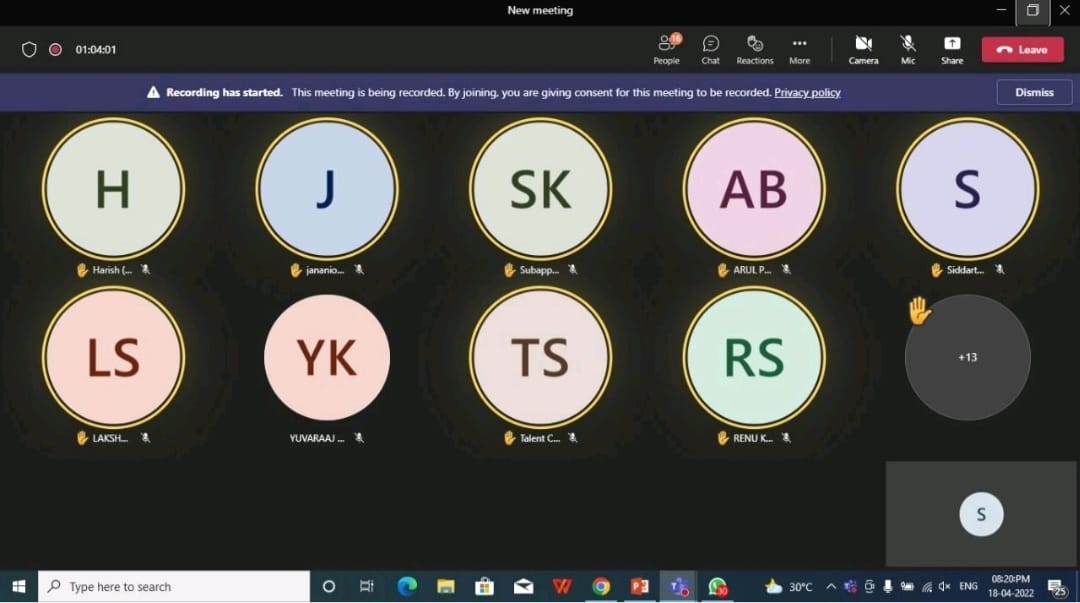 New meeting
01:04:01
16
People
Chat
Reactions
More
Camera
Mic
Share
Leave
Recording has started. This meeting is being recorded. By joining, you are giving consent for this meeting to be recorded. Privacy policy
Dismiss
H
J
SK
AB
S
Harish (...
jananio...
Subapp...
ARUL P...
Siddart...
LS
YK
TS
RS
+13
LAKSH...
YUVARAAJ ...
Talent C...
RENU K...
S
Type here to search
30
30°C
ENG
08:20:PM
18-04-2022
25